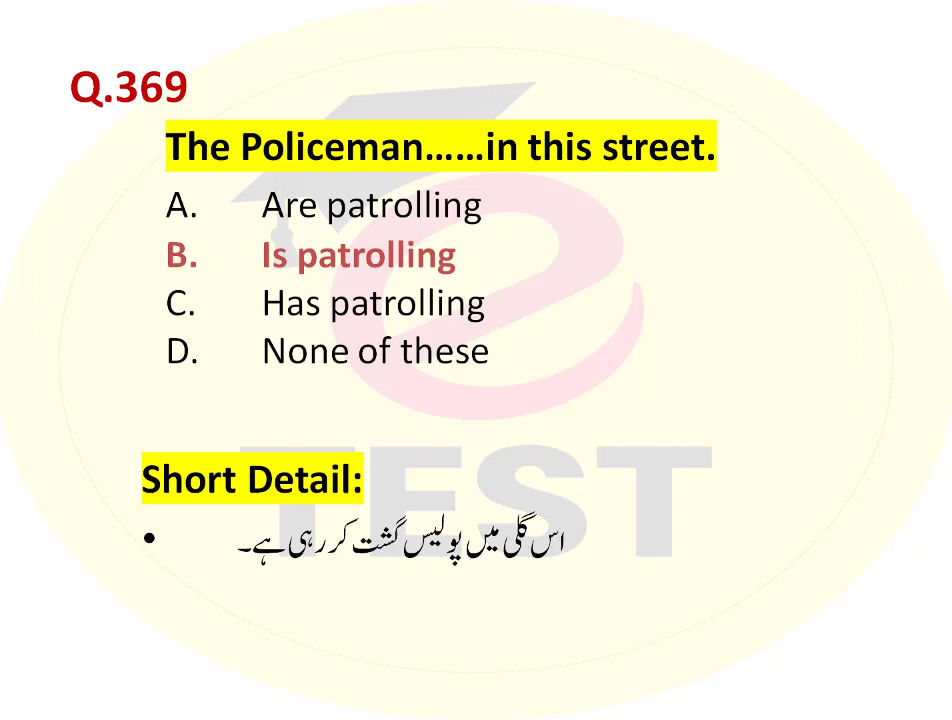 Q.369
The Policeman……in this street.
A. Are patrolling
B. Is patrolling
C. Has patrolling
D. None of these
Short Detail:
• اس گلی میں پولیس گشت کر رہی ہے۔
TEST